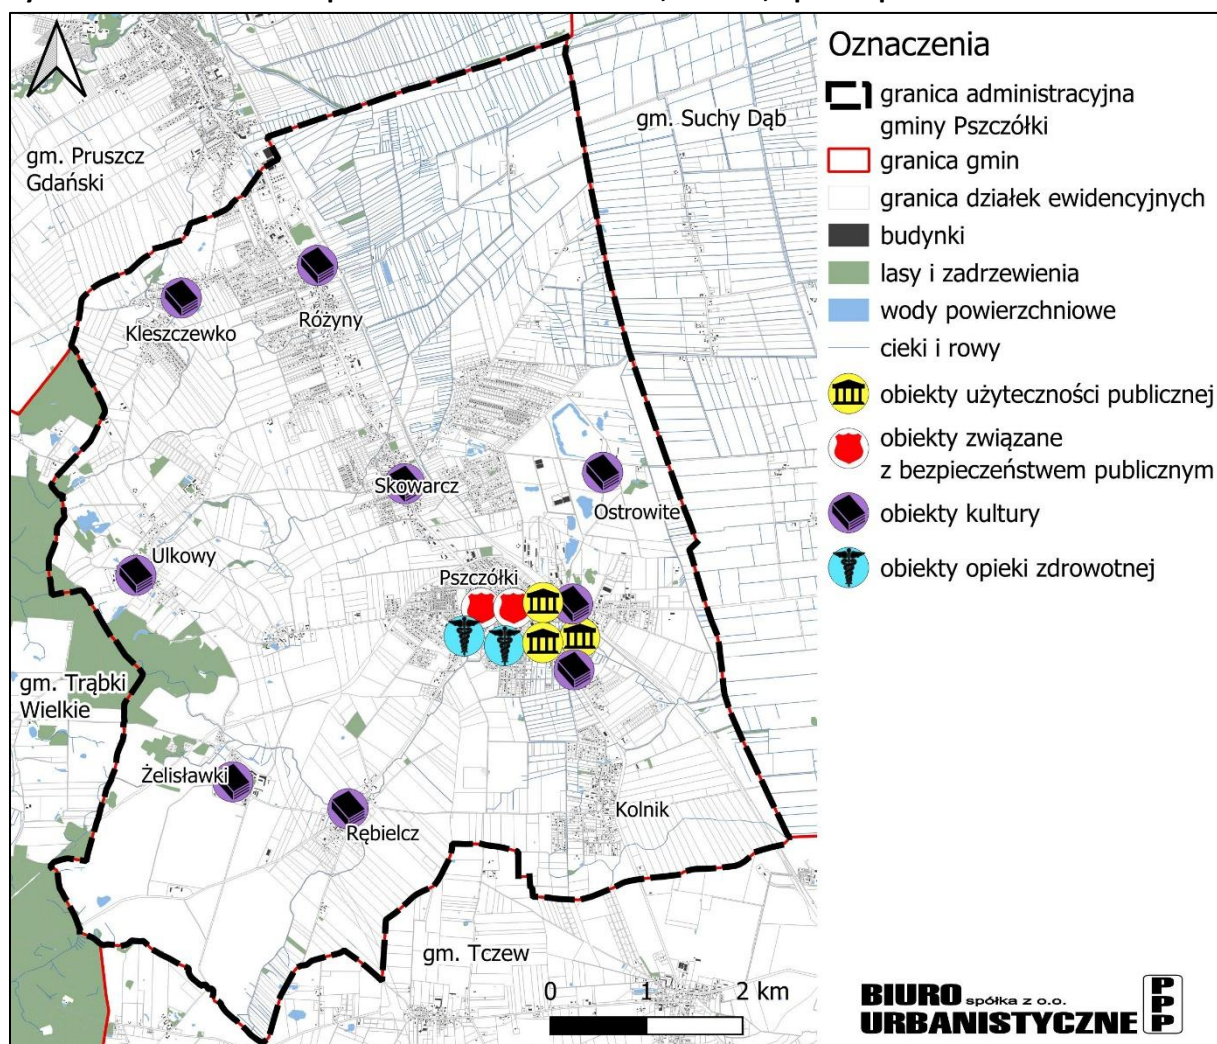 gm. Pruszcz
Gdański
gm. Suchy Dąb
Kleszczewko
Różyny
Skowarcz
Ostrowite
Ulkowy
Pszczółki
gm. Trąbki
Wielkie
Żelisławki
Rębielcz
Kolnik
gm. Tczew
0 1 2 km
Oznaczenia
granica administracyjna
gminy Pszczółki
granica gmin
granica działek ewidencyjnych
budynki
lasy i zadrzewienia
wody powierzchniowe
cieki i rowy
obiekty użyteczności publicznej
obiekty związane
z bezpieczeństwem publicznym
obiekty kultury
obiekty opieki zdrowotnej
BIURO spółka z o.o.
URBANISTYCZNE
PPP